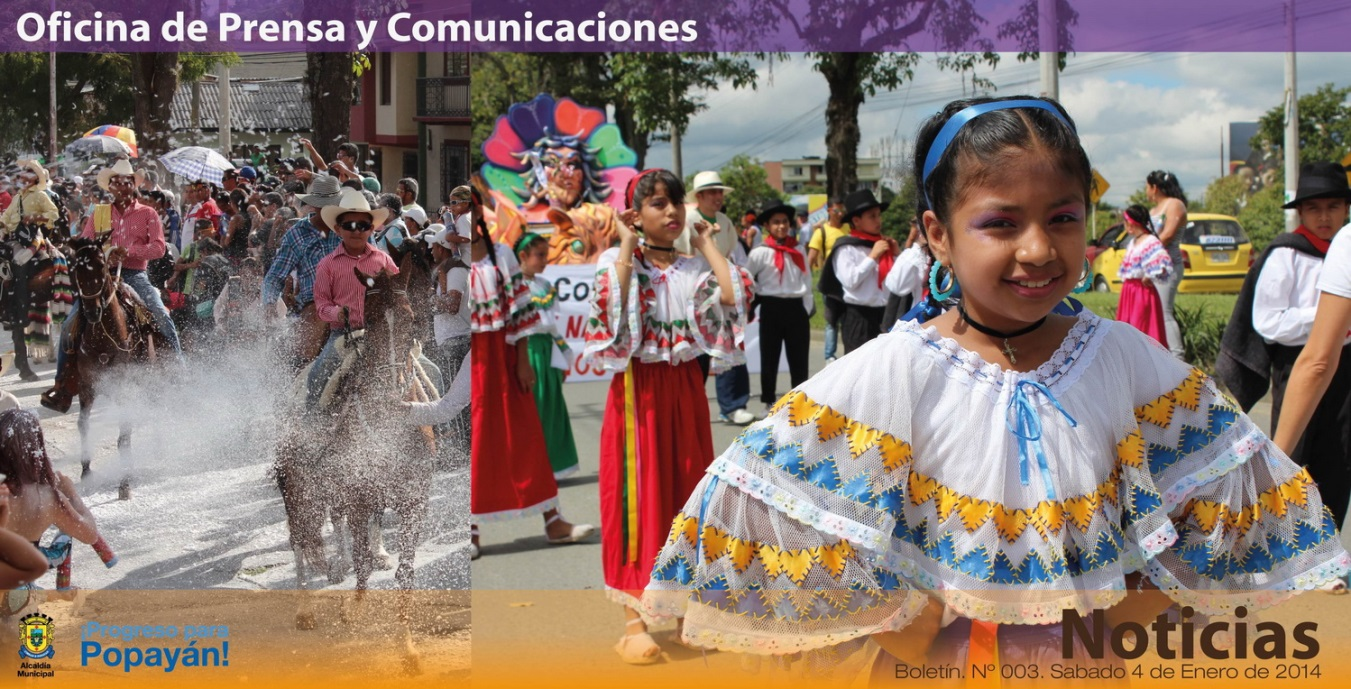 Oficina de Prensa y Comunicaciones
Alcaldía
Municipal
¡Progreso para
Popayán!
Noticias
Boletín. Nº 003. Sabado 4 de Enero de 2014